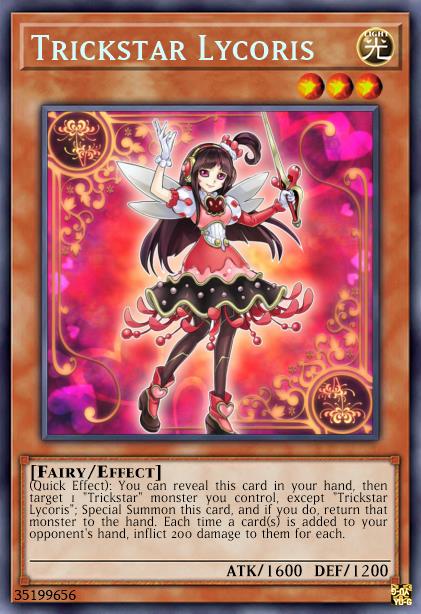 Trickstar Lycoris
LIGHT
光
[Fairy/Effect]
(Quick Effect): You can reveal this card in your hand, then
target 1 "Trickstar" monster you control, except "Trickstar
Lycoris"; Special Summon this card, and if you do, return that
monster to the hand. Each time a card(s) is added to your
opponent's hand, inflict 200 damage to them for each.
ATK/1600 DEF/1200
35199656